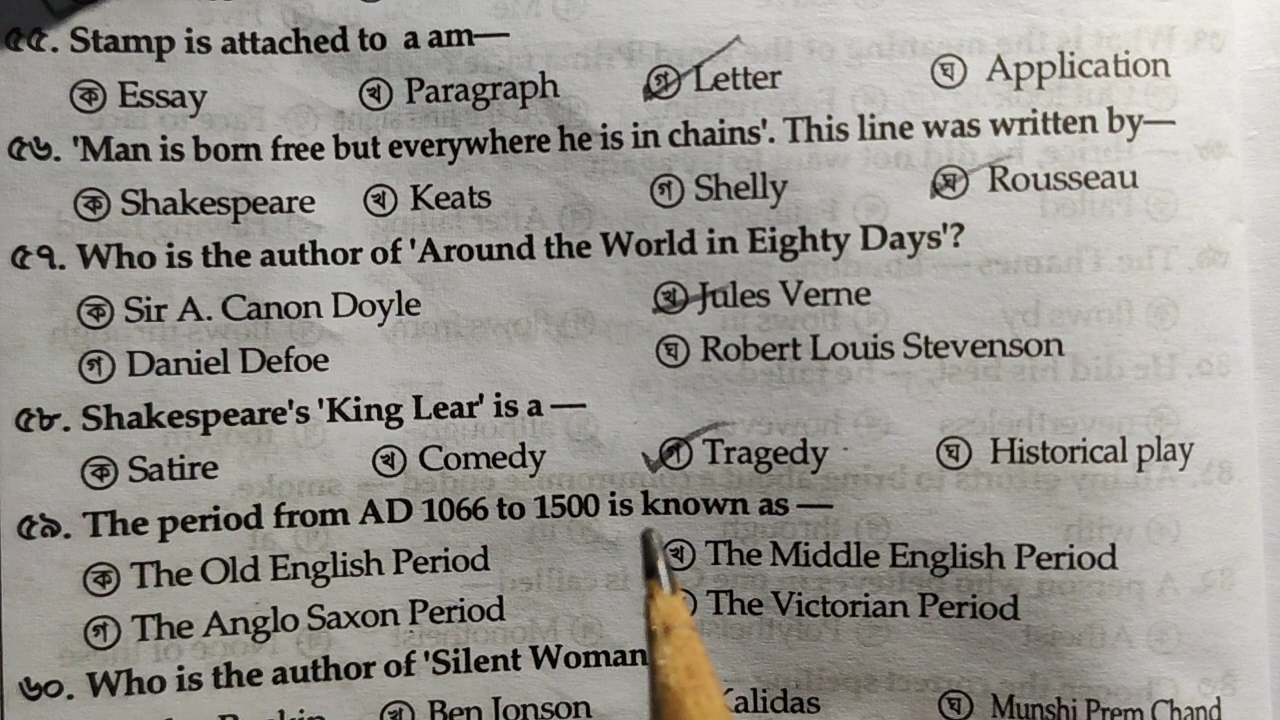 ৫৫. Stamp is attached to a am—
ক Essay খ Paragraph গ Letter ঘ Application
৫৬. 'Man is born free but everywhere he is in chains'. This line was written by—
ক Shakespeare খ Keats গ Shelly ঘ Rousseau
৫৭. Who is the author of 'Around the World in Eighty Days'?
ক Sir A. Canon Doyle খ Jules Verne
গ Daniel Defoe ঘ Robert Louis Stevenson
৫৮. Shakespeare's 'King Lear' is a —
ক Satire খ Comedy গ Tragedy ঘ Historical play
৫৯. The period from AD 1066 to 1500 is known as —
ক The Old English Period খ The Middle English Period
গ The Anglo Saxon Period The Victorian Period
৬০. Who is the author of 'Silent Woman
খ Ben Jonson Kalidas ঘ Munshi Prem Chand